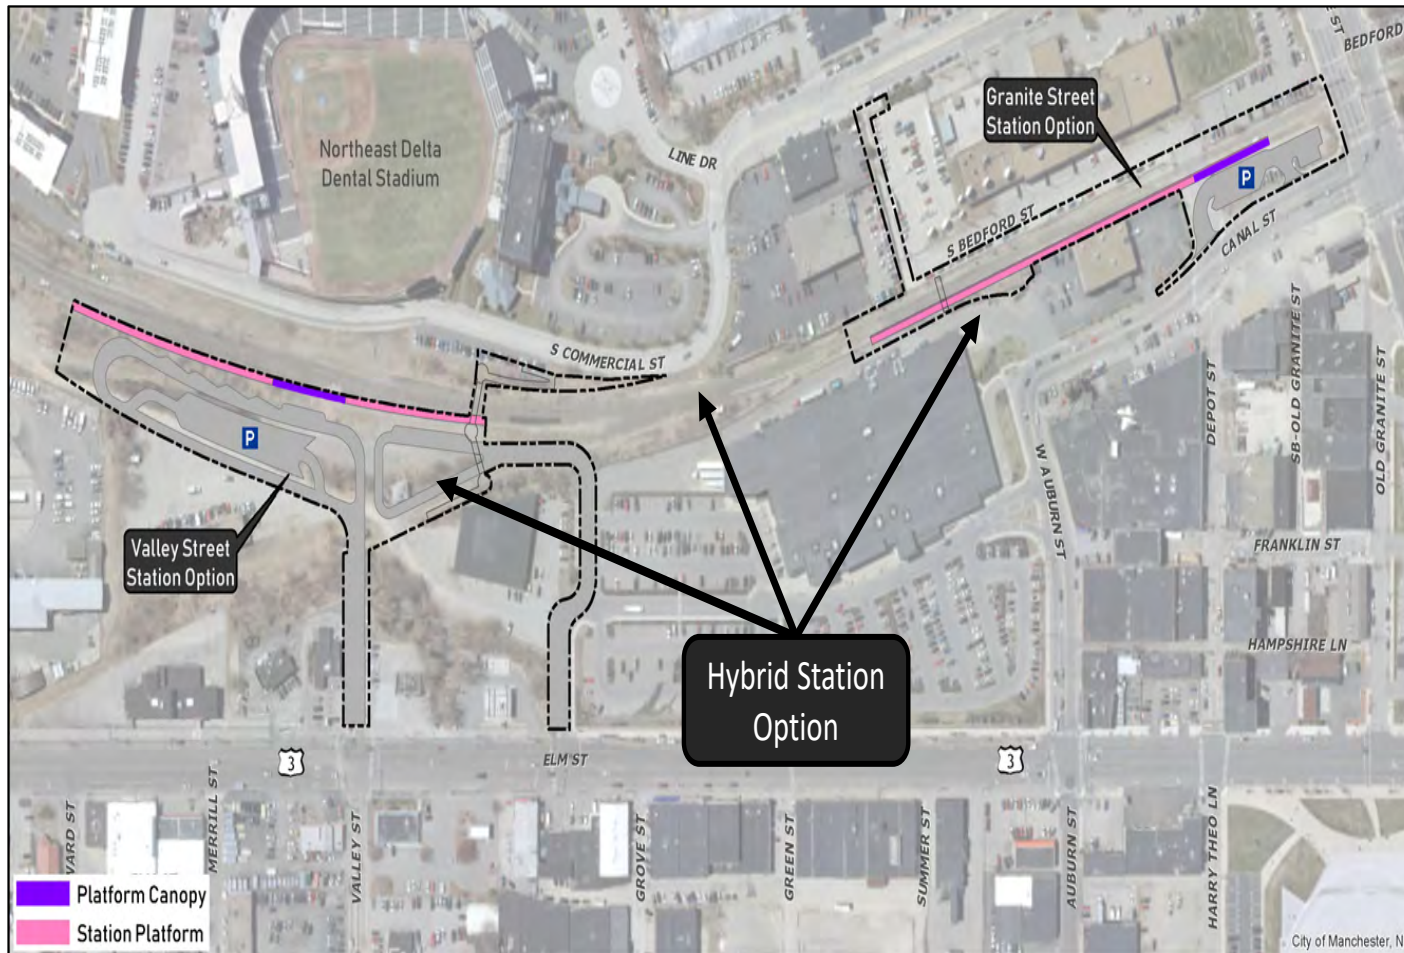 BEDFORD
Granite Street
Station Option
P
Northeast Delta
Dental Stadium
LINE DR
S BEDFORD ST
CANAL ST
S COMMERCIAL ST
P
Valley Street
Station Option
DEPOT ST
SB-OLD GRANITE ST
OLD GRANITE ST
W AUBURN ST
FRANKLIN ST
HAMPSHIRE LN
Hybrid Station
Option
3
ELM ST
3
VARD ST
MERRILL ST
VALLEY ST
GROVE ST
GREEN ST
SUMMER ST
AUBURN ST
HARRY THEO LN
Platform Canopy
Station Platform
City of Manchester, N